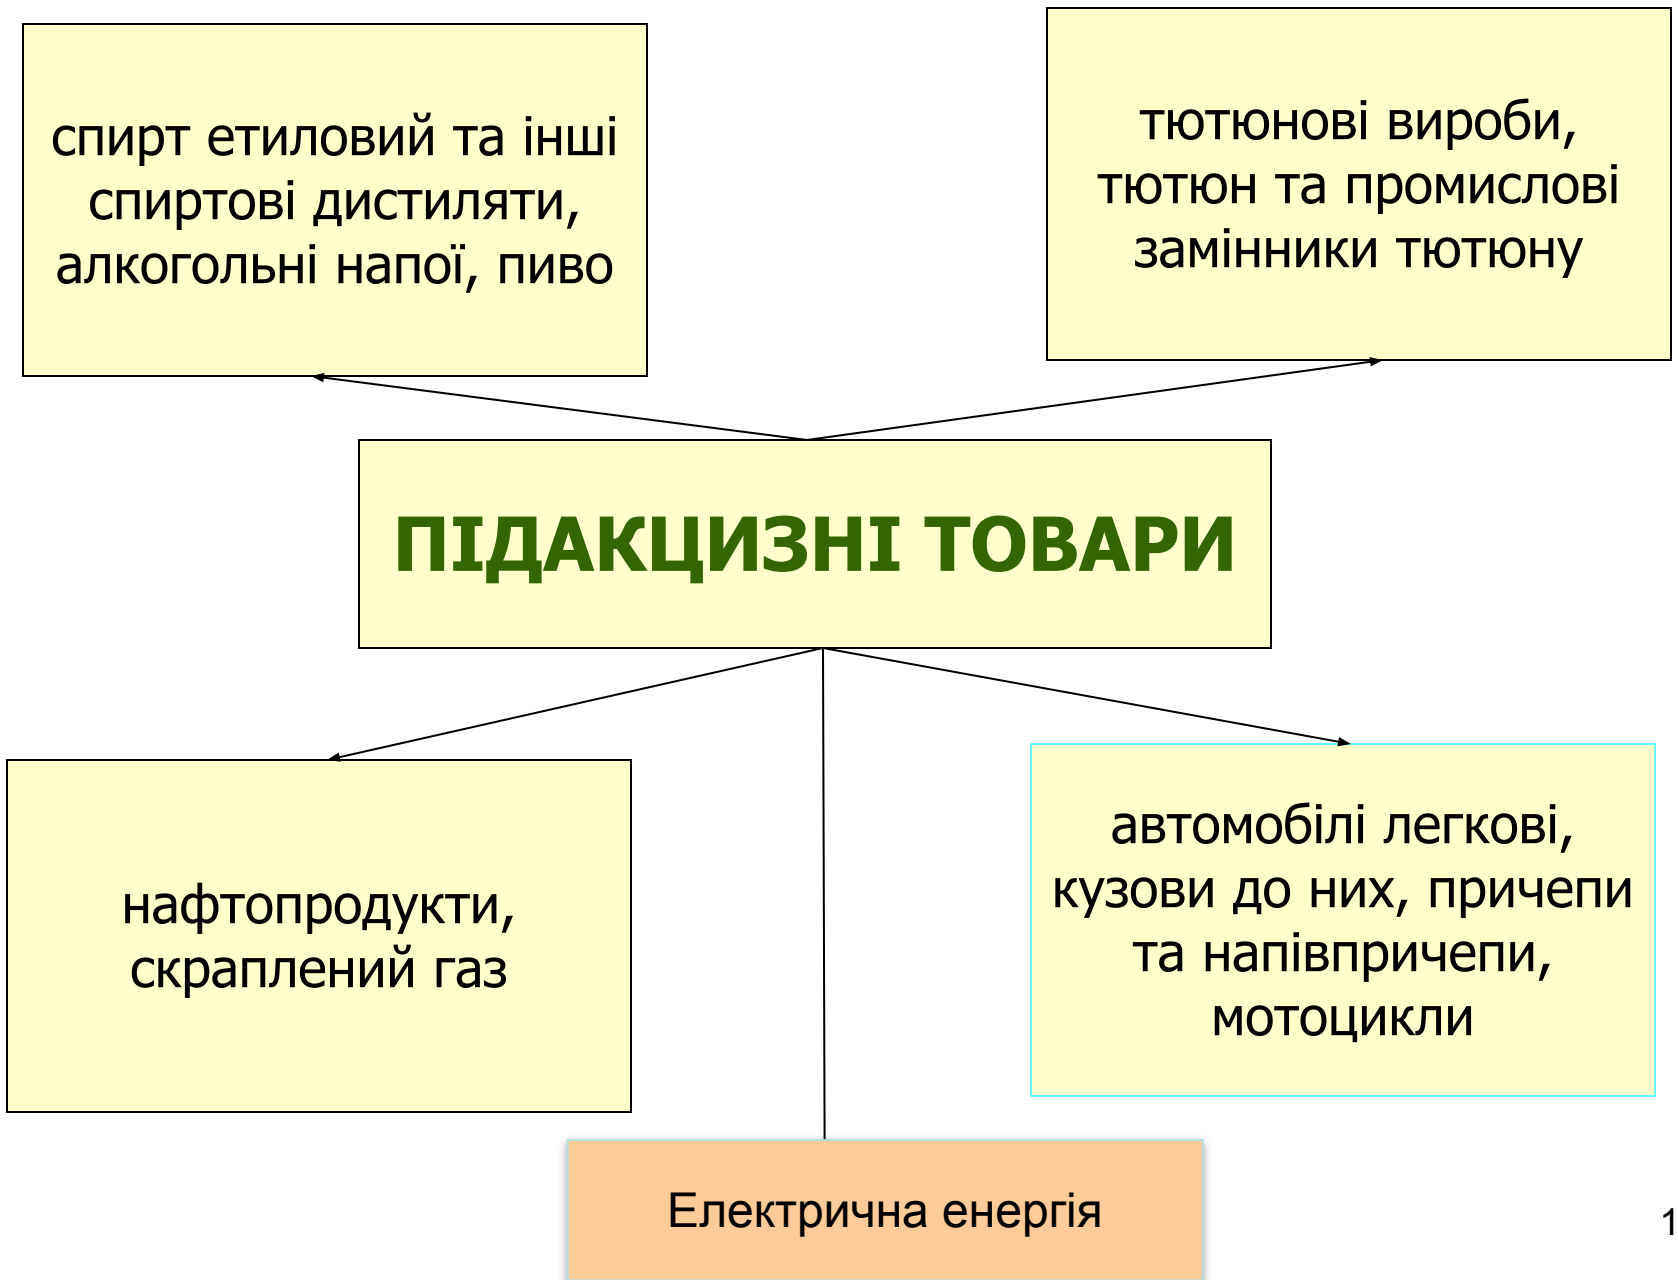 спирт етиловий та інші
спиртові дистиляти,
алкогольні напої, пиво
тютюнові вироби,
тютюн та промислові
замінники тютюну
ПІДАКЦИЗНІ ТОВАРИ
нафтопродукти,
скраплений газ
автомобілі легкові,
кузови до них, причепи
та напівпричепи,
мотоцикли
Електрична енергія
1